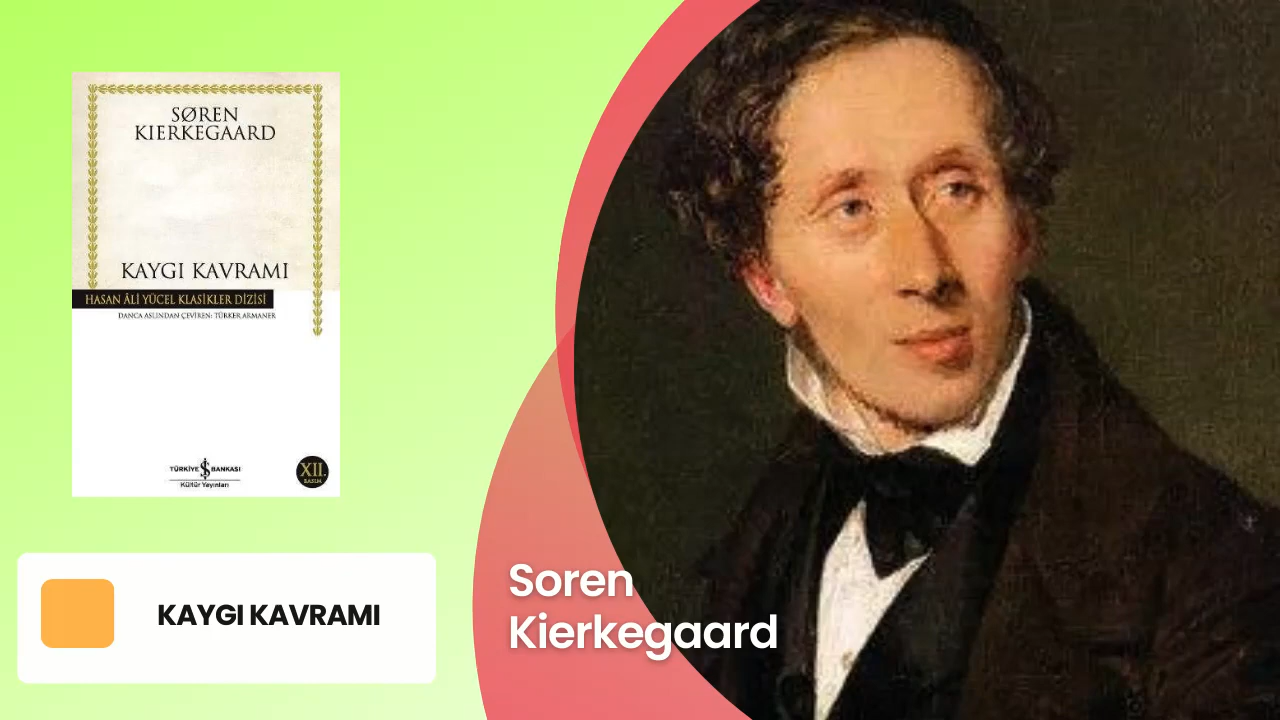 SØREN
KIERKEGAARD
KAYGI KAVRAMI
HASAN ÂLİ YÜCEL KLASİKLER DİZİSİ
DANCA ASLINDAN ÇEVİREN: TÜRKER ARMANER
TÜRKİYE İŞ BANKASI
Kültür Yayınları
XII.
BASIM
KAYGI KAVRAMI
Soren
Kierkegaard